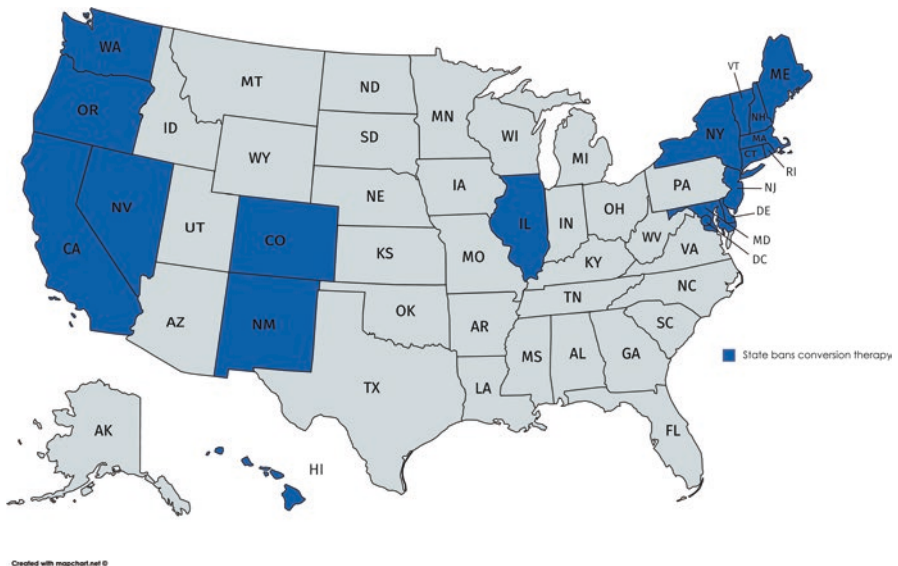 WA
MT
ND
MN
VT
ME
OR
ID
SD
WI
MI
NY
NH
MA
CT
RI
WY
IA
PA
NJ
NE
OH
DE
NV
UT
CO
IL
IN
WV
MD
CA
KS
MO
VA
DC
KY
NC
TN
AZ
NM
OK
AR
SC
MS
AL
GA
State bans conversion therapy
TX
LA
AK
FL
HI
Created with mapchart.net ©